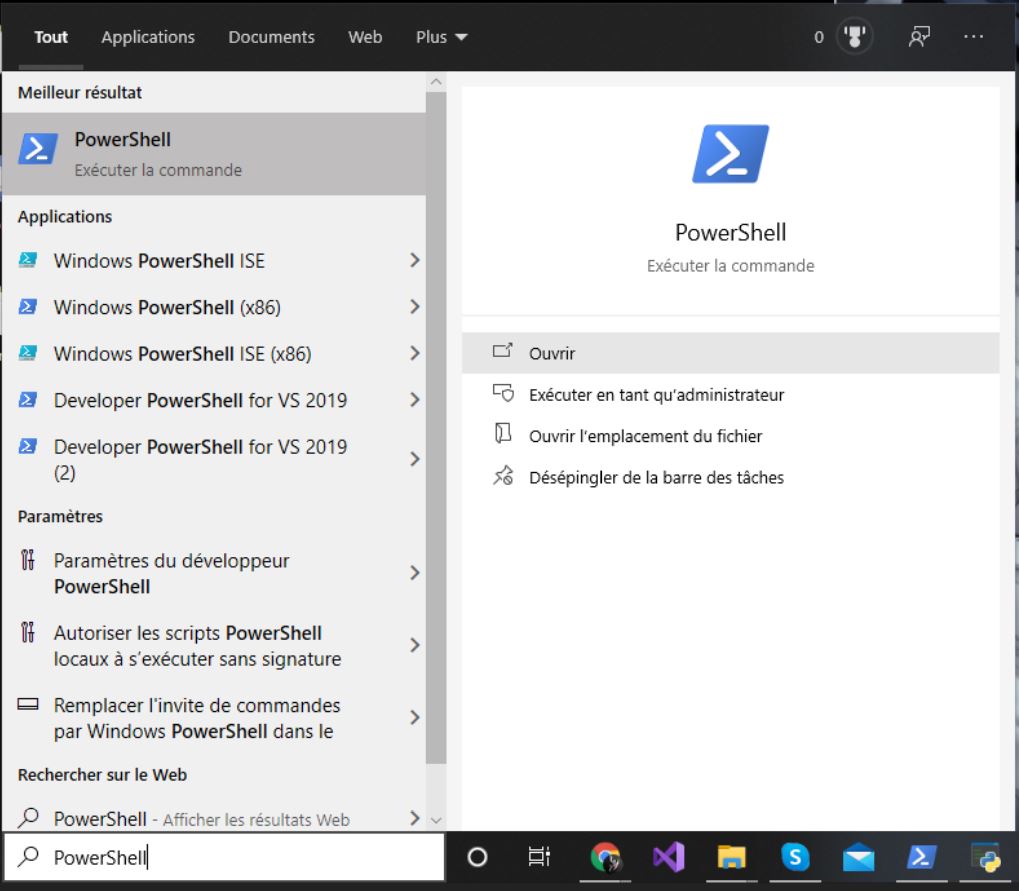 Tout Applications Documents Web Plus 0
Meilleur résultat
PowerShell
Exécuter la commande
Applications
Windows PowerShell ISE
Windows PowerShell (x86)
Windows PowerShell ISE (x86)
Developer PowerShell for VS 2019
Developer PowerShell for VS 2019
(2)
Paramètres
Paramètres du développeur
PowerShell
Autoriser les scripts PowerShell
locaux à s'exécuter sans signature
Remplacer l'invite de commandes
par Windows PowerShell dans le
Rechercher sur le Web
PowerShell - Afficher les résultats Web
PowerShell
PowerShell
Exécuter la commande
Ouvrir
Exécuter en tant qu'administrateur
Ouvrir l'emplacement du fichier
Désépingler de la barre des tâches